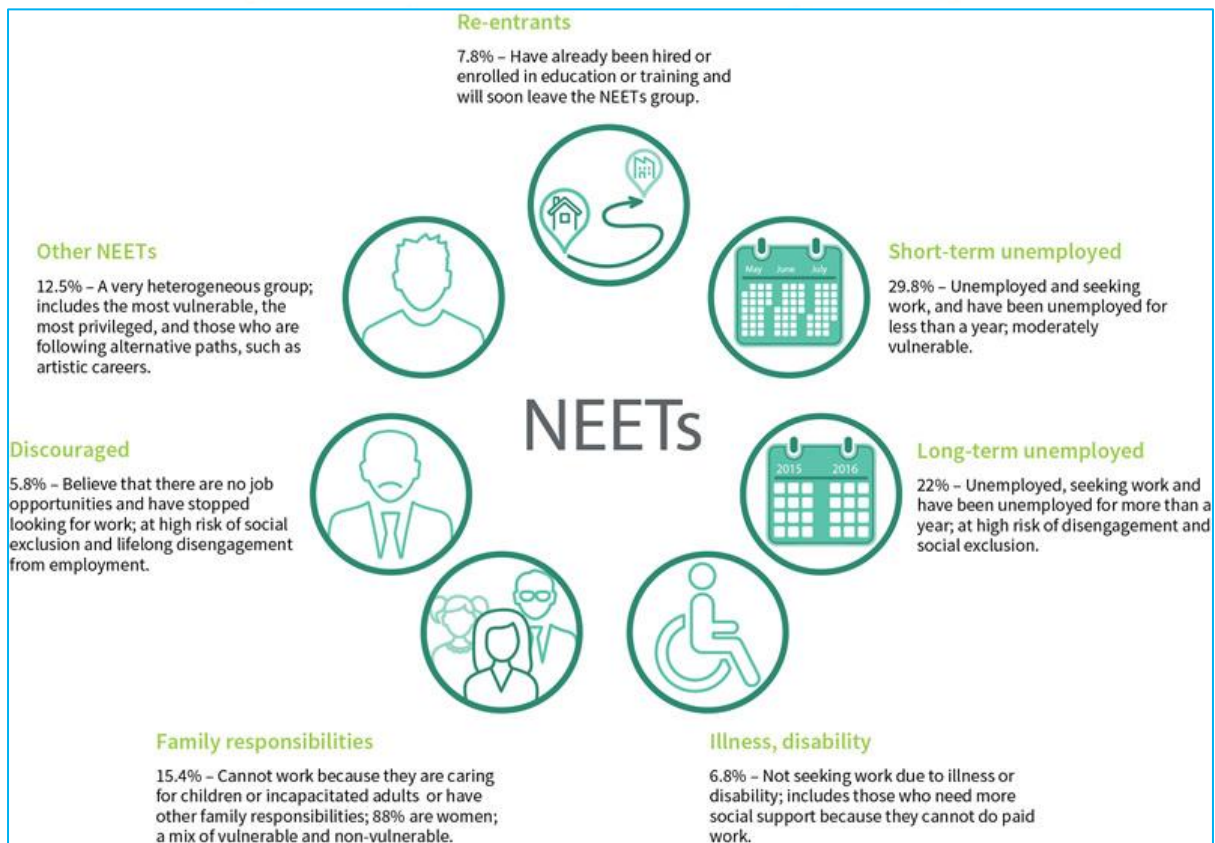 Re-entrants
7.8% – Have already been hired or
enrolled in education or training and
will soon leave the NEETs group.
Short-term unemployed
29.8% – Unemployed and seeking
work, and have been unemployed for
less than a year; moderately
vulnerable.
May June July
Long-term unemployed
22% – Unemployed, seeking work and
have been unemployed for more than a
year; at high risk of disengagement and
social exclusion.
2015 2016
Illness, disability
6.8% – Not seeking work due to illness or
disability; includes those who need more
social support because they cannot do paid
work.
Family responsibilities
15.4% – Cannot work because they are caring
for children or incapacitated adults or have
other family responsibilities; 88% are women;
a mix of vulnerable and non-vulnerable.
Discouraged
5.8% – Believe that there are no job
opportunities and have stopped
looking for work; at high risk of social
exclusion and lifelong disengagement
from employment.
Other NEETs
12.5% – A very heterogeneous group;
includes the most vulnerable, the
most privileged, and those who are
following alternative paths, such as
artistic careers.
NEETs